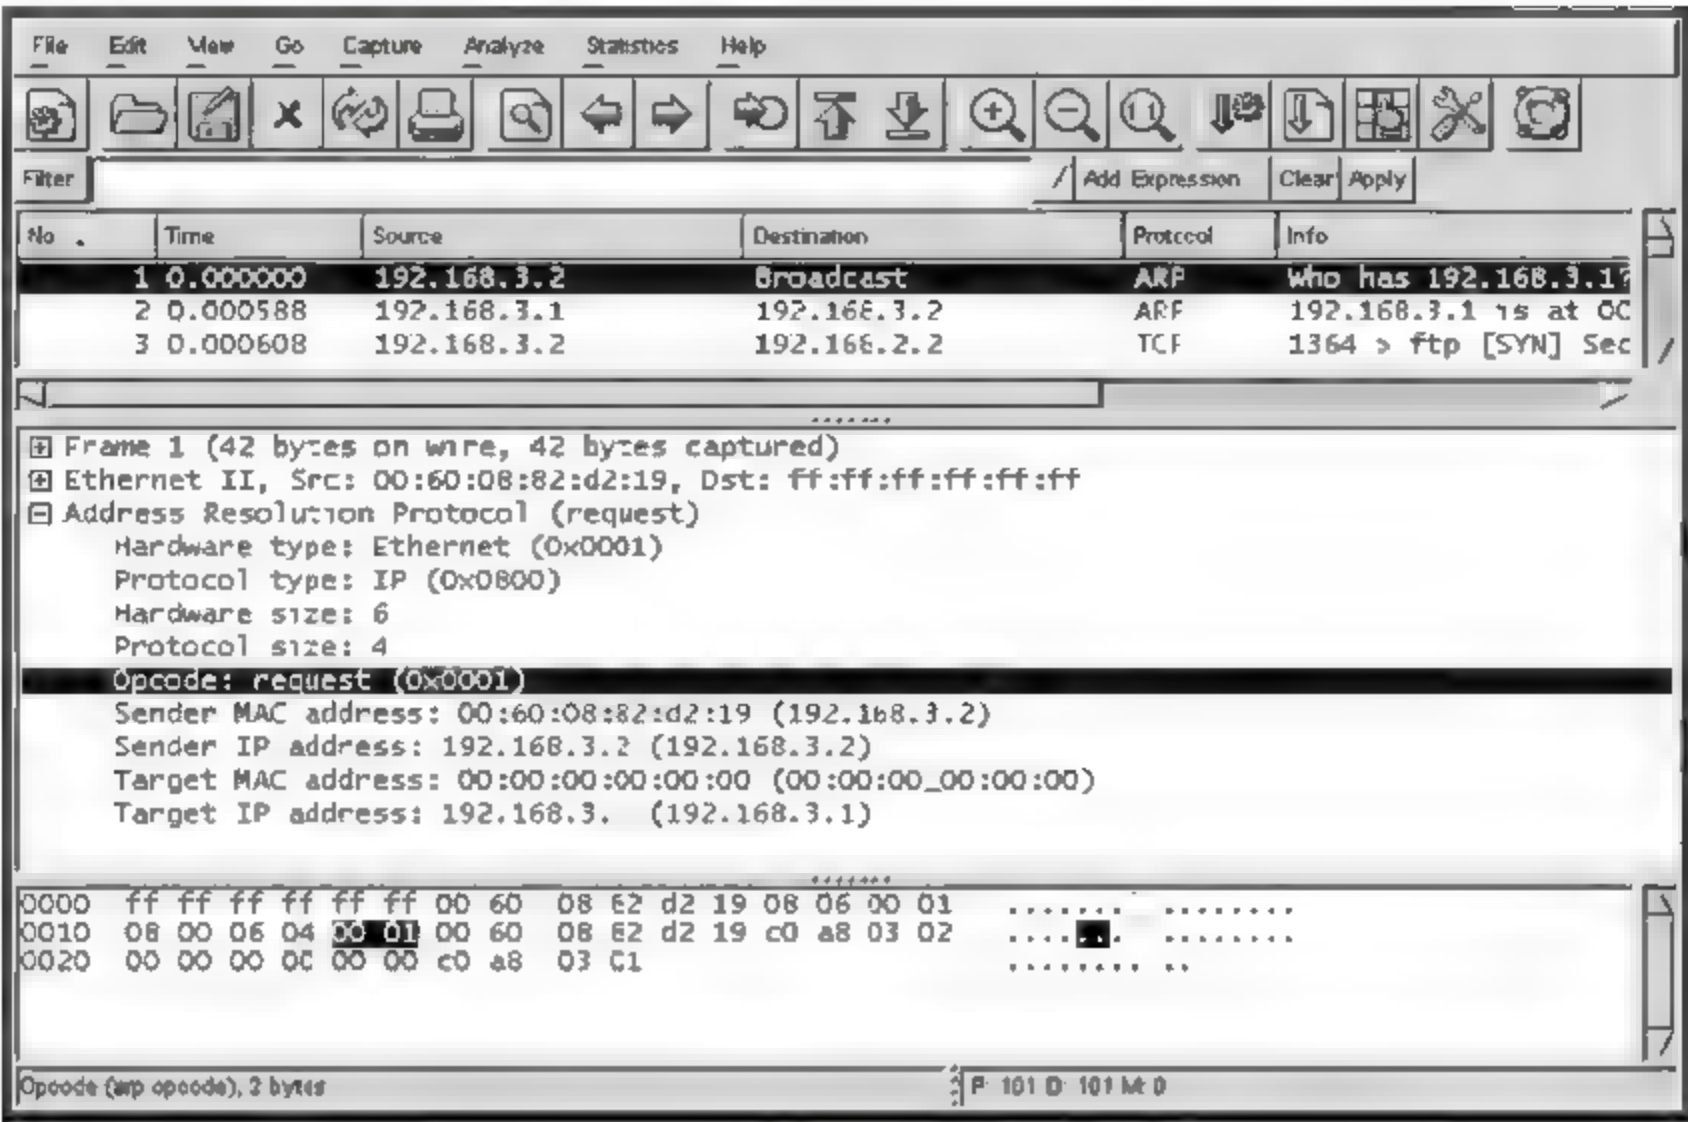 File Edit View Go Capture Analyze Statistics Help
Filter Add Expression Clear Apply
No . Time Source Destination Protocol Info
1 0.000000 192.168.3.2 Broadcast ARP Who has 192.168.3.1?
2 0.000588 192.168.3.1 192.168.3.2 ARP 192.168.3.1 is at 00
3 0.000608 192.168.3.2 192.168.2.2 TCP 1364 > ftp [SYN] Sec
Frame 1 (42 bytes on wire, 42 bytes captured)
Ethernet II, Src: 00:60:08:82:d2:19, Dst: ff:ff:ff:ff:ff:ff
Address Resolution Protocol (request)
Hardware type: Ethernet (0x0001)
Protocol type: IP (0x0800)
Hardware size: 6
Protocol size: 4
Opcode: request (0x0001)
Sender MAC address: 00:60:08:82:d2:19 (192.168.3.2)
Sender IP address: 192.168.3.2 (192.168.3.2)
Target MAC address: 00:00:00:00:00:00 (00:00:00_00:00:00)
Target IP address: 192.168.3. (192.168.3.1)
0000 ff ff ff ff ff ff 00 60 08 82 d2 19 08 06 00 01 ....... ........
0010 08 00 06 04 00 01 00 60 08 82 d2 19 c0 a8 03 02 ....... ........
0020 00 00 00 00 00 00 c0 a8 03 01 ........ ..
Opcode (arp opcode), 2 bytes P: 101 D: 101 M: 0